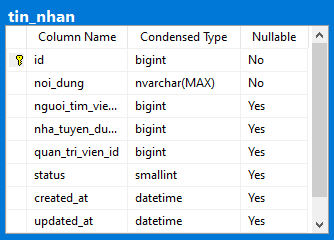 tin_nhan
Column Name Condensed Type Nullable
id bigint No
noi_dung nvarchar(MAX) No
nguoi_tim_vie... bigint Yes
nha_tuyen_du... bigint Yes
quan_tri_vien_id bigint Yes
status smallint Yes
created_at datetime Yes
updated_at datetime Yes